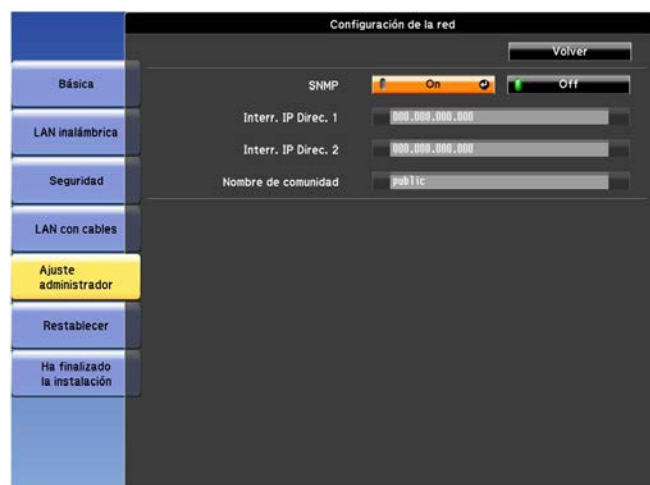 Configuración de la red
Volver
Básica
LAN inalámbrica
Seguridad
LAN con cables
Ajuste
administrador
Restablecer
Ha finalizado
la instalación
SNMP On Off
Interr. IP Direc. 1 000.000.000.000
Interr. IP Direc. 2 000.000.000.000
Nombre de comunidad public